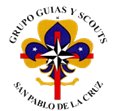 GRUPO GUIAS Y SCOUTS
SAN PABLO DE LA CRUZ